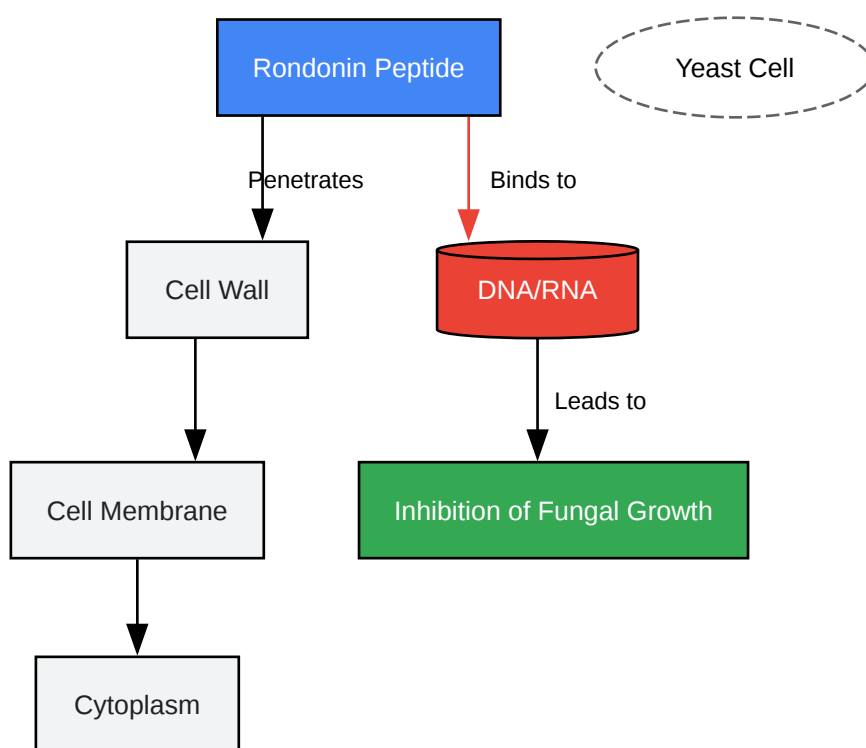 Rondonin Peptide
Yeast Cell
Penetrates
Binds to
Cell Wall
DNA/RNA
Leads to
Cell Membrane
Inhibition of Fungal Growth
Cytoplasm